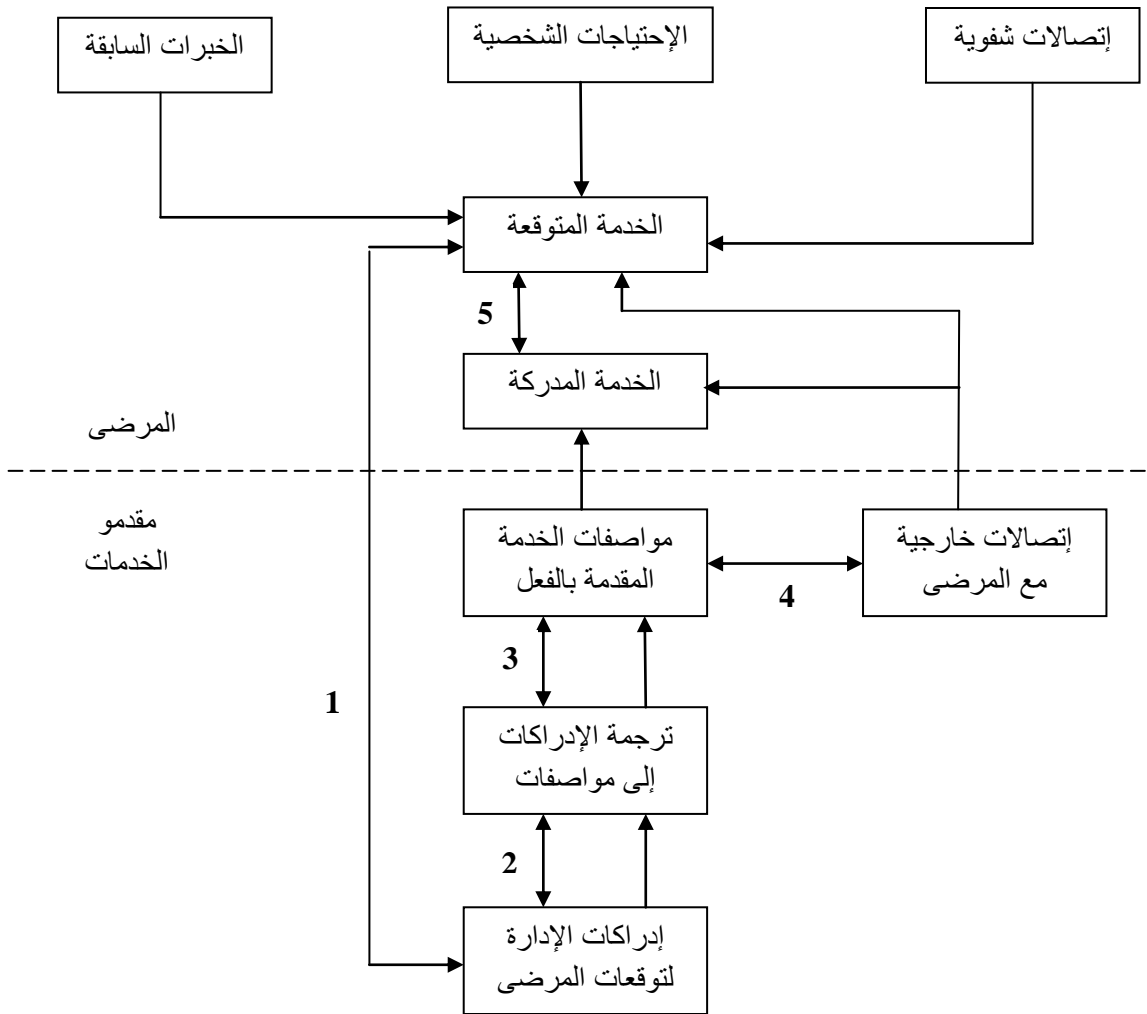 إتصالات شفوية
الإحتياجات الشخصية
الخبرات السابقة
الخدمة المتوقعة
5
الخدمة المدركة
المرضى
مقدمو
الخدمات
مواصفات الخدمة
المقدمة بالفعل
إتصالات خارجية
مع المرضى
4
3
1
ترجمة الإدراكات
إلى مواصفات
2
إدراكات الإدارة
لتوقعات المرضى